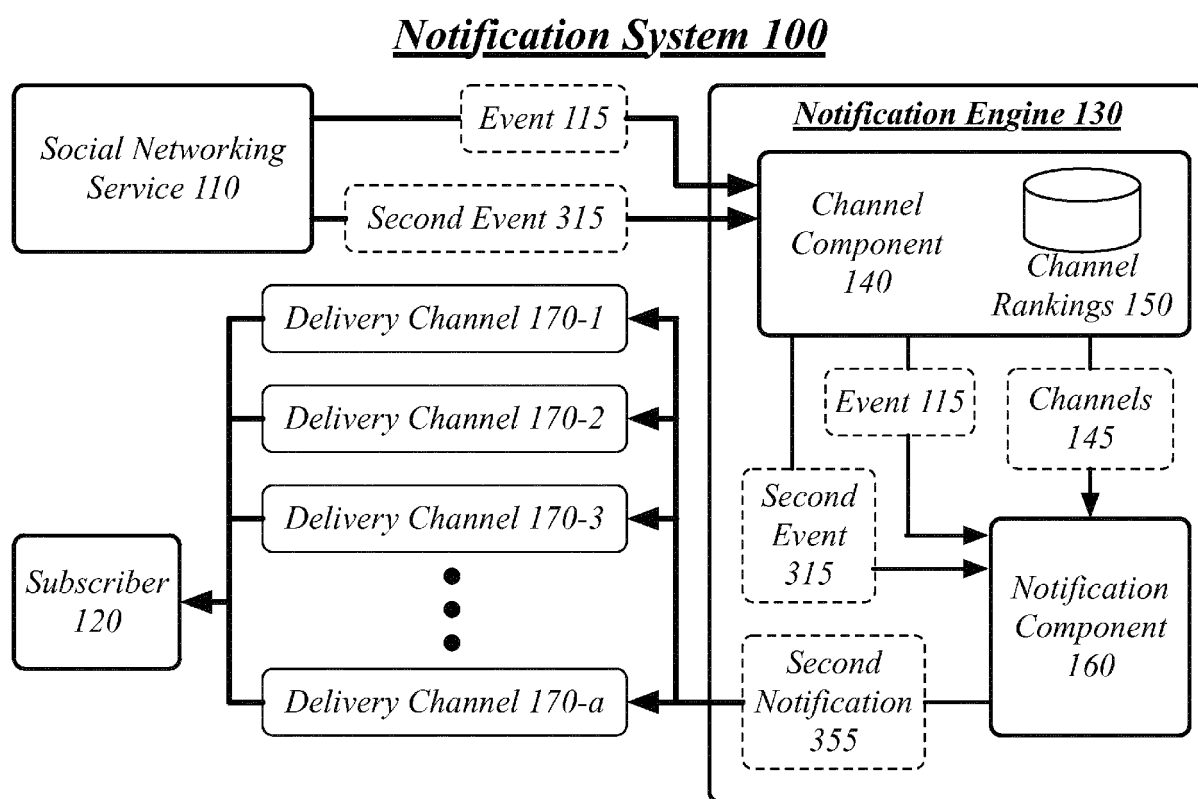 Notification System 100
Social Networking
Service 110
Event 115
Second Event 315
Notification Engine 130
Channel
Component
140
Channel
Rankings 150
Delivery Channel 170-1
Delivery Channel 170-2
Delivery Channel 170-3
Delivery Channel 170-a
Subscriber
120
Event 115
Channels
145
Second
Event
315
Notification
Component
160
Second
Notification
355